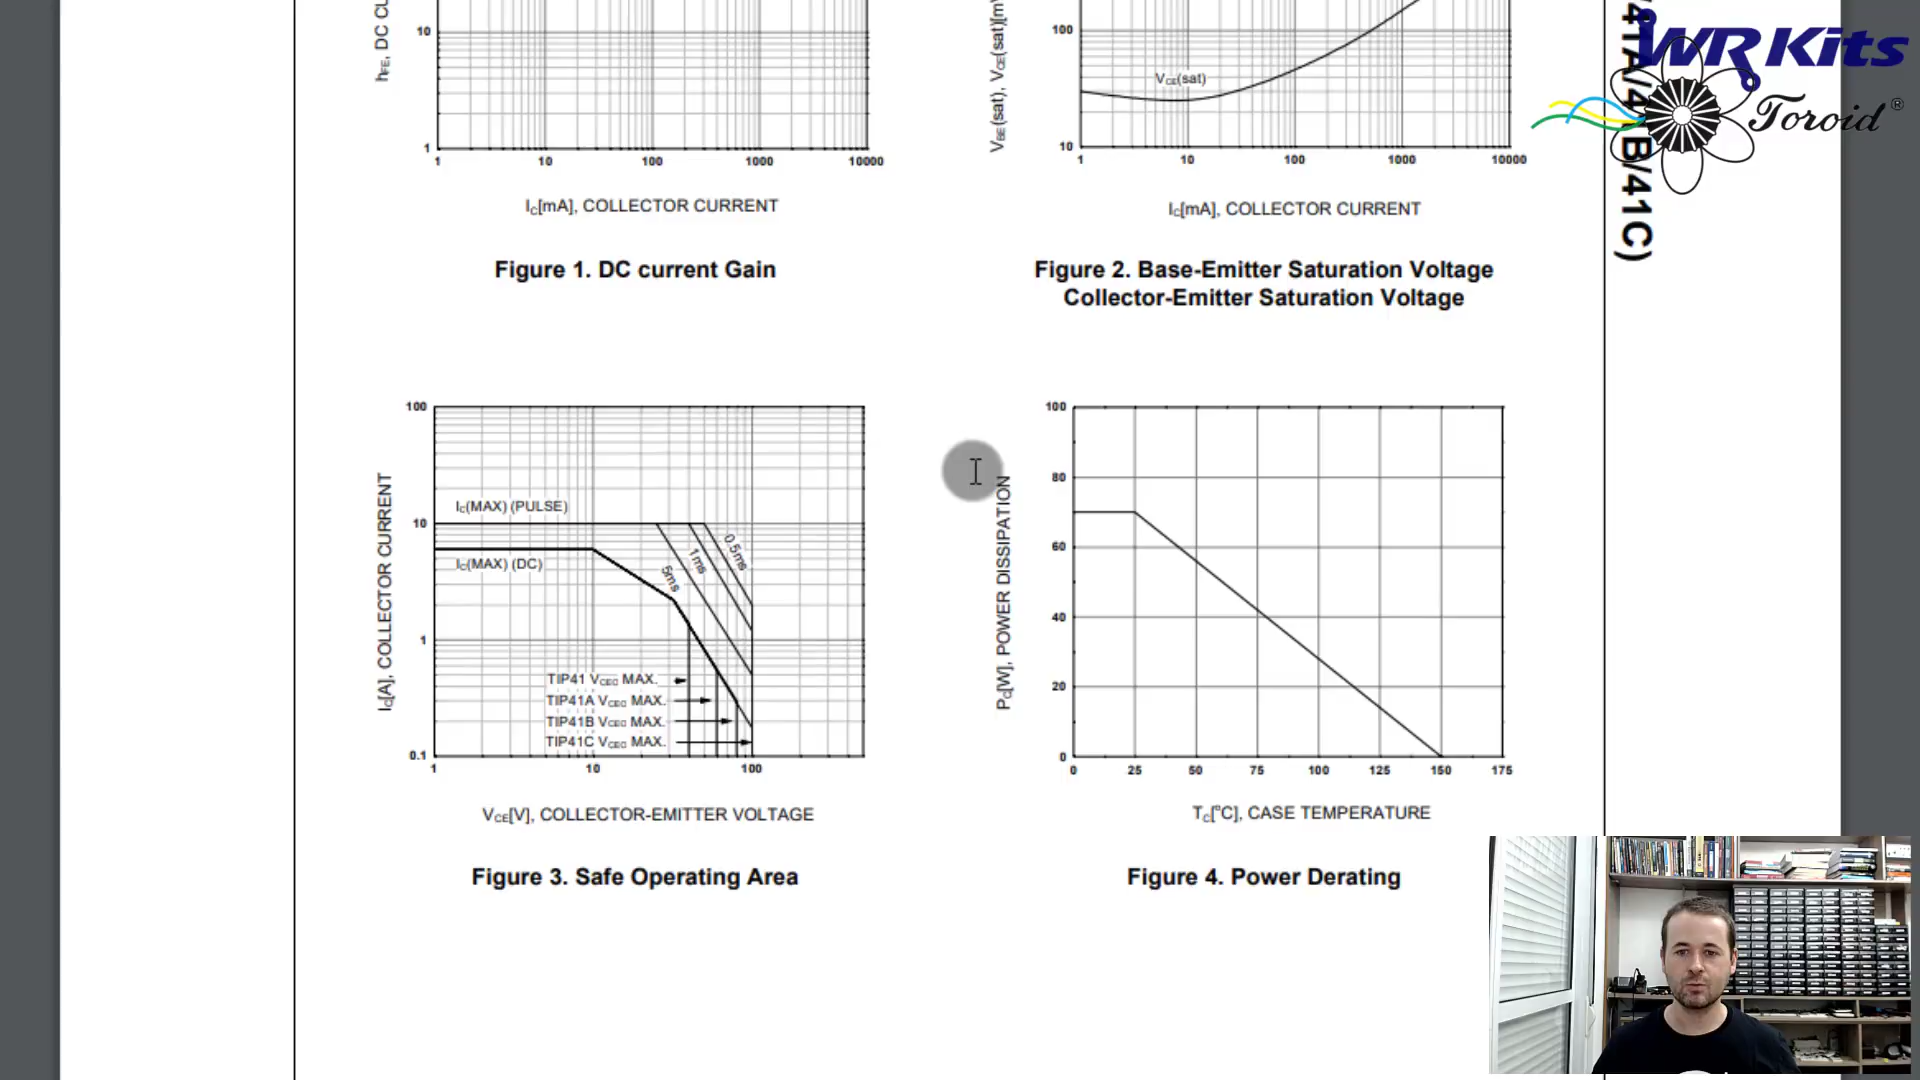 10
1
1
10
100
1000
10000
hFE, DC CU
IC[mA], COLLECTOR CURRENT
Figure 1. DC current Gain
100
10
1
10
100
1000
10000
VBE(sat), VCE(sat)[mV
VCE(sat)
IC[mA], COLLECTOR CURRENT
Figure 2. Base-Emitter Saturation Voltage
Collector-Emitter Saturation Voltage
41A/41B/41C)
WR Kits
Toroid®
100
10
1
0.1
1
10
100
IC[A], COLLECTOR CURRENT
IC(MAX) (PULSE)
IC(MAX) (DC)
5ms
1ms
0.5ms
TIP41 VCEO MAX.
TIP41A VCEO MAX.
TIP41B VCEO MAX.
TIP41C VCEO MAX.
VCE[V], COLLECTOR-EMITTER VOLTAGE
Figure 3. Safe Operating Area
100
80
60
40
20
0
0
25
50
75
100
125
150
175
PC[W], POWER DISSIPATION
TC[°C], CASE TEMPERATURE
Figure 4. Power Derating